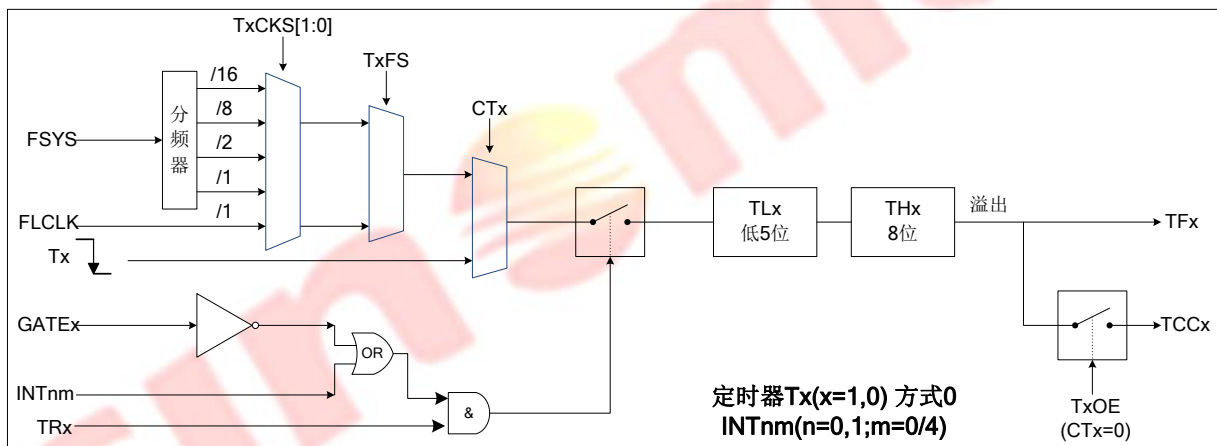 TxCKS[1:0]
TxFS
CTx
/16
/8
/2
/1
/1
分频器
FSYS
FLCLK
Tx
TLx
低5位
THx
8位
溢出
TFx
GATEx
OR
INTnm
TRx
&
TCCx
TxOE
(CTx=0)
定时器Tx(x=1,0) 方式0
INTnm(n=0,1;m=0/4)